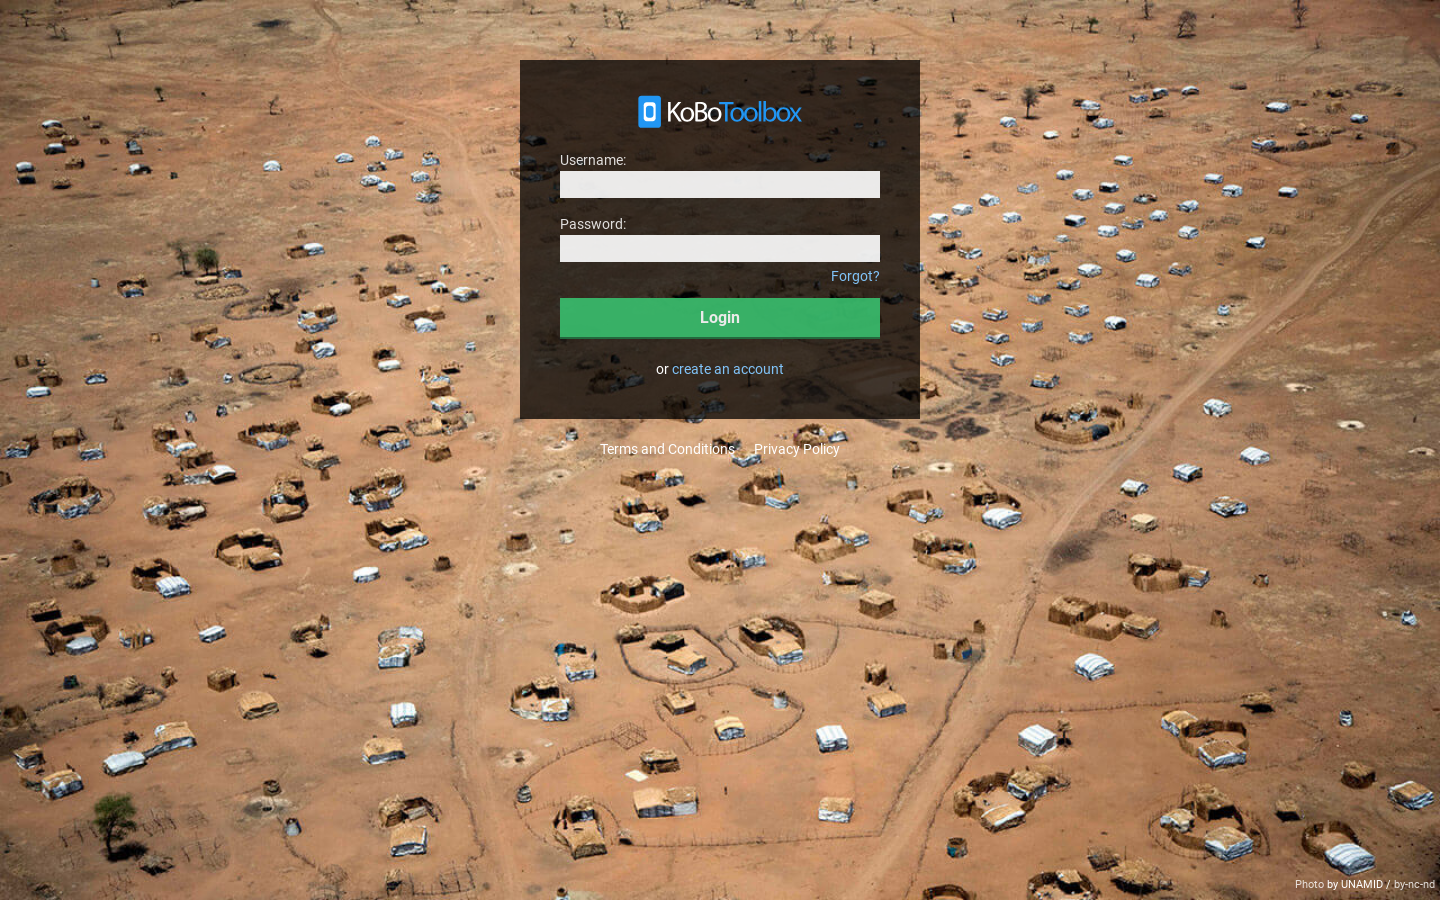 KoBoToolbox
Username:
Password:
Forgot?
Login
or create an account
Terms and Conditions Privacy Policy
Photo by UNAMID / by-nc-nd